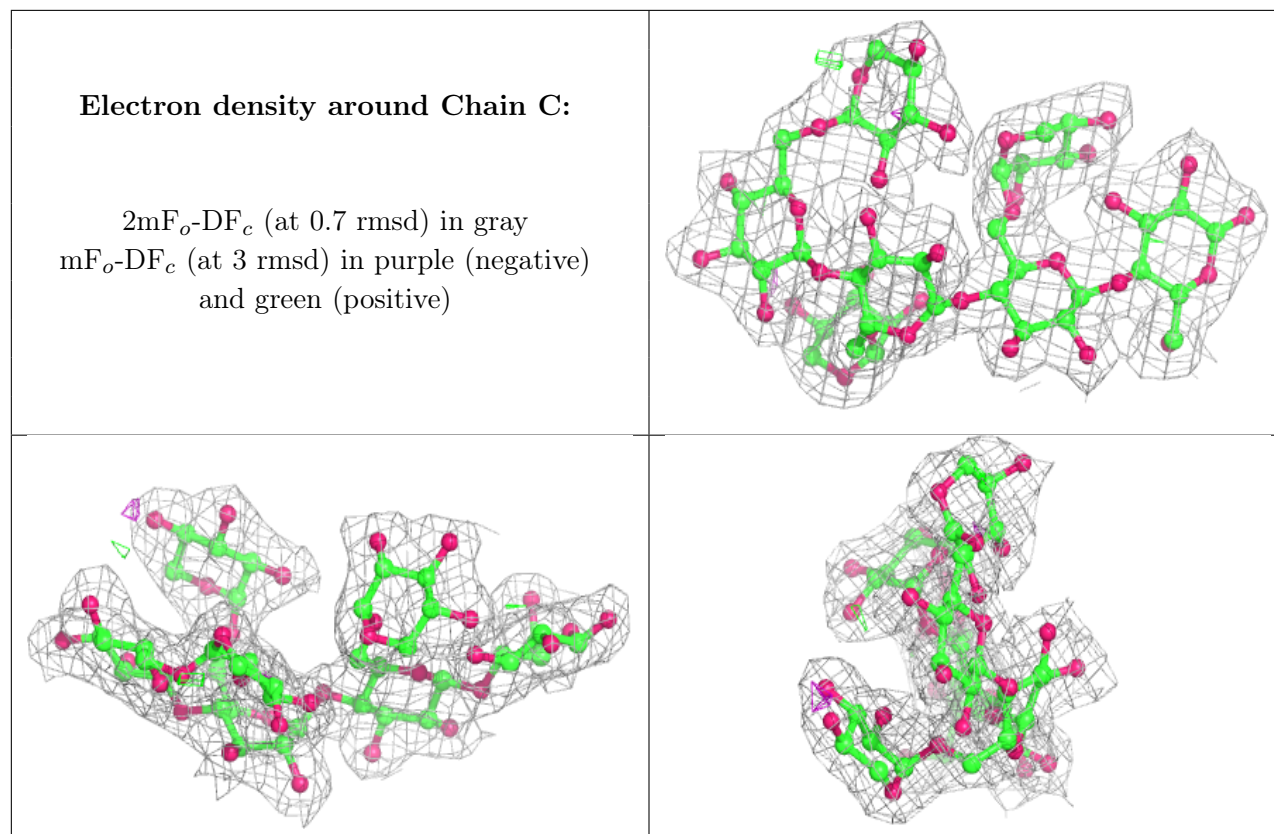 Electron density around Chain C:
2mFo-DFc (at 0.7 rmsd) in gray
mFo-DFc (at 3 rmsd) in purple (negative)
and green (positive)